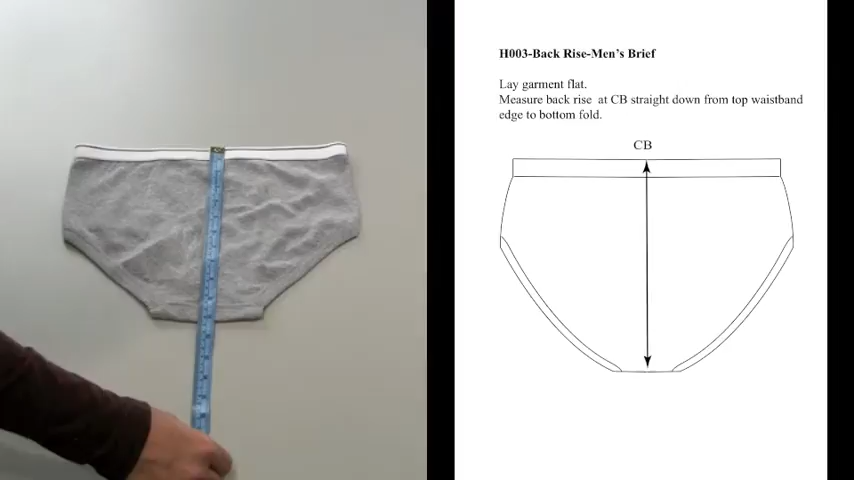 H003-Back Rise-Men's Brief
Lay garment flat.
Measure back rise at CB straight down from top waistband
edge to bottom fold.
CB